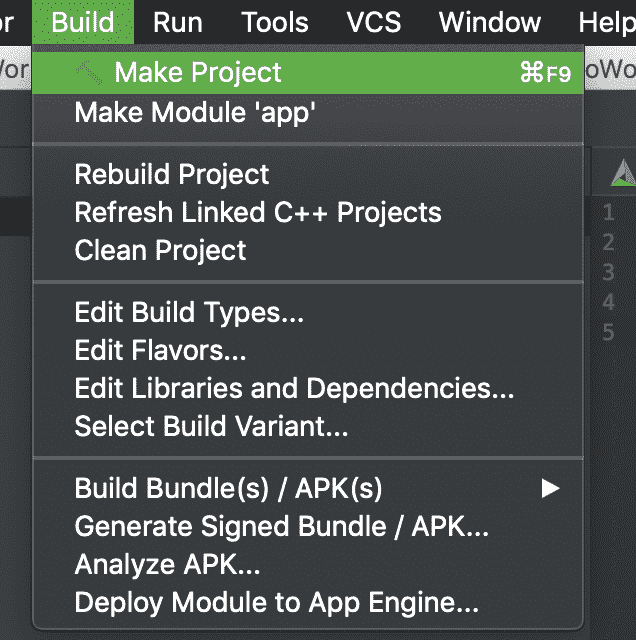 or Build Run Tools VCS Window Help
Wor oWo
Make Project ⌘F9
Make Module 'app'
Rebuild Project
Refresh Linked C++ Projects
Clean Project
Edit Build Types...
Edit Flavors...
Edit Libraries and Dependencies...
Select Build Variant...
Build Bundle(s) / APK(s)
Generate Signed Bundle / APK...
Analyze APK...
Deploy Module to App Engine...
1
2
3
4
5